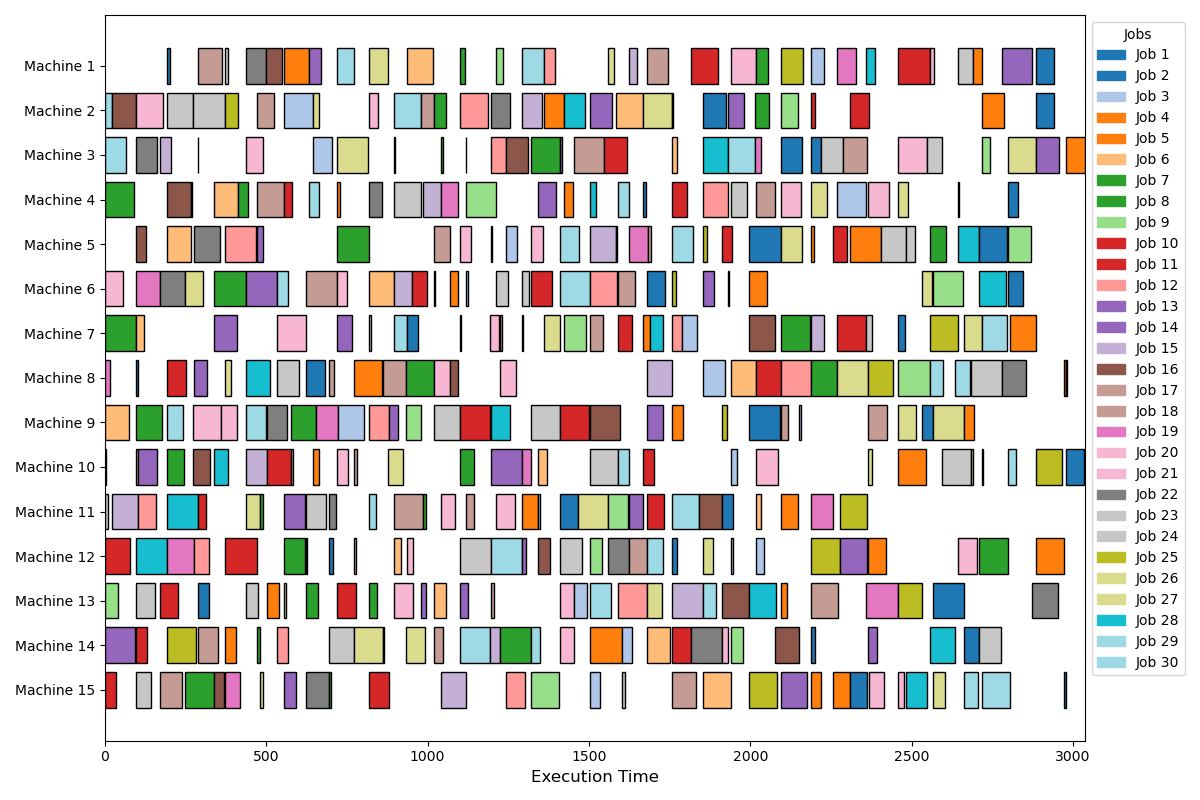 Machine 1
Machine 2
Machine 3
Machine 4
Machine 5
Machine 6
Machine 7
Machine 8
Machine 9
Machine 10
Machine 11
Machine 12
Machine 13
Machine 14
Machine 15
0 500 1000 1500 2000 2500 3000
Execution Time
Jobs
Job 1
Job 2
Job 3
Job 4
Job 5
Job 6
Job 7
Job 8
Job 9
Job 10
Job 11
Job 12
Job 13
Job 14
Job 15
Job 16
Job 17
Job 18
Job 19
Job 20
Job 21
Job 22
Job 23
Job 24
Job 25
Job 26
Job 27
Job 28
Job 29
Job 30